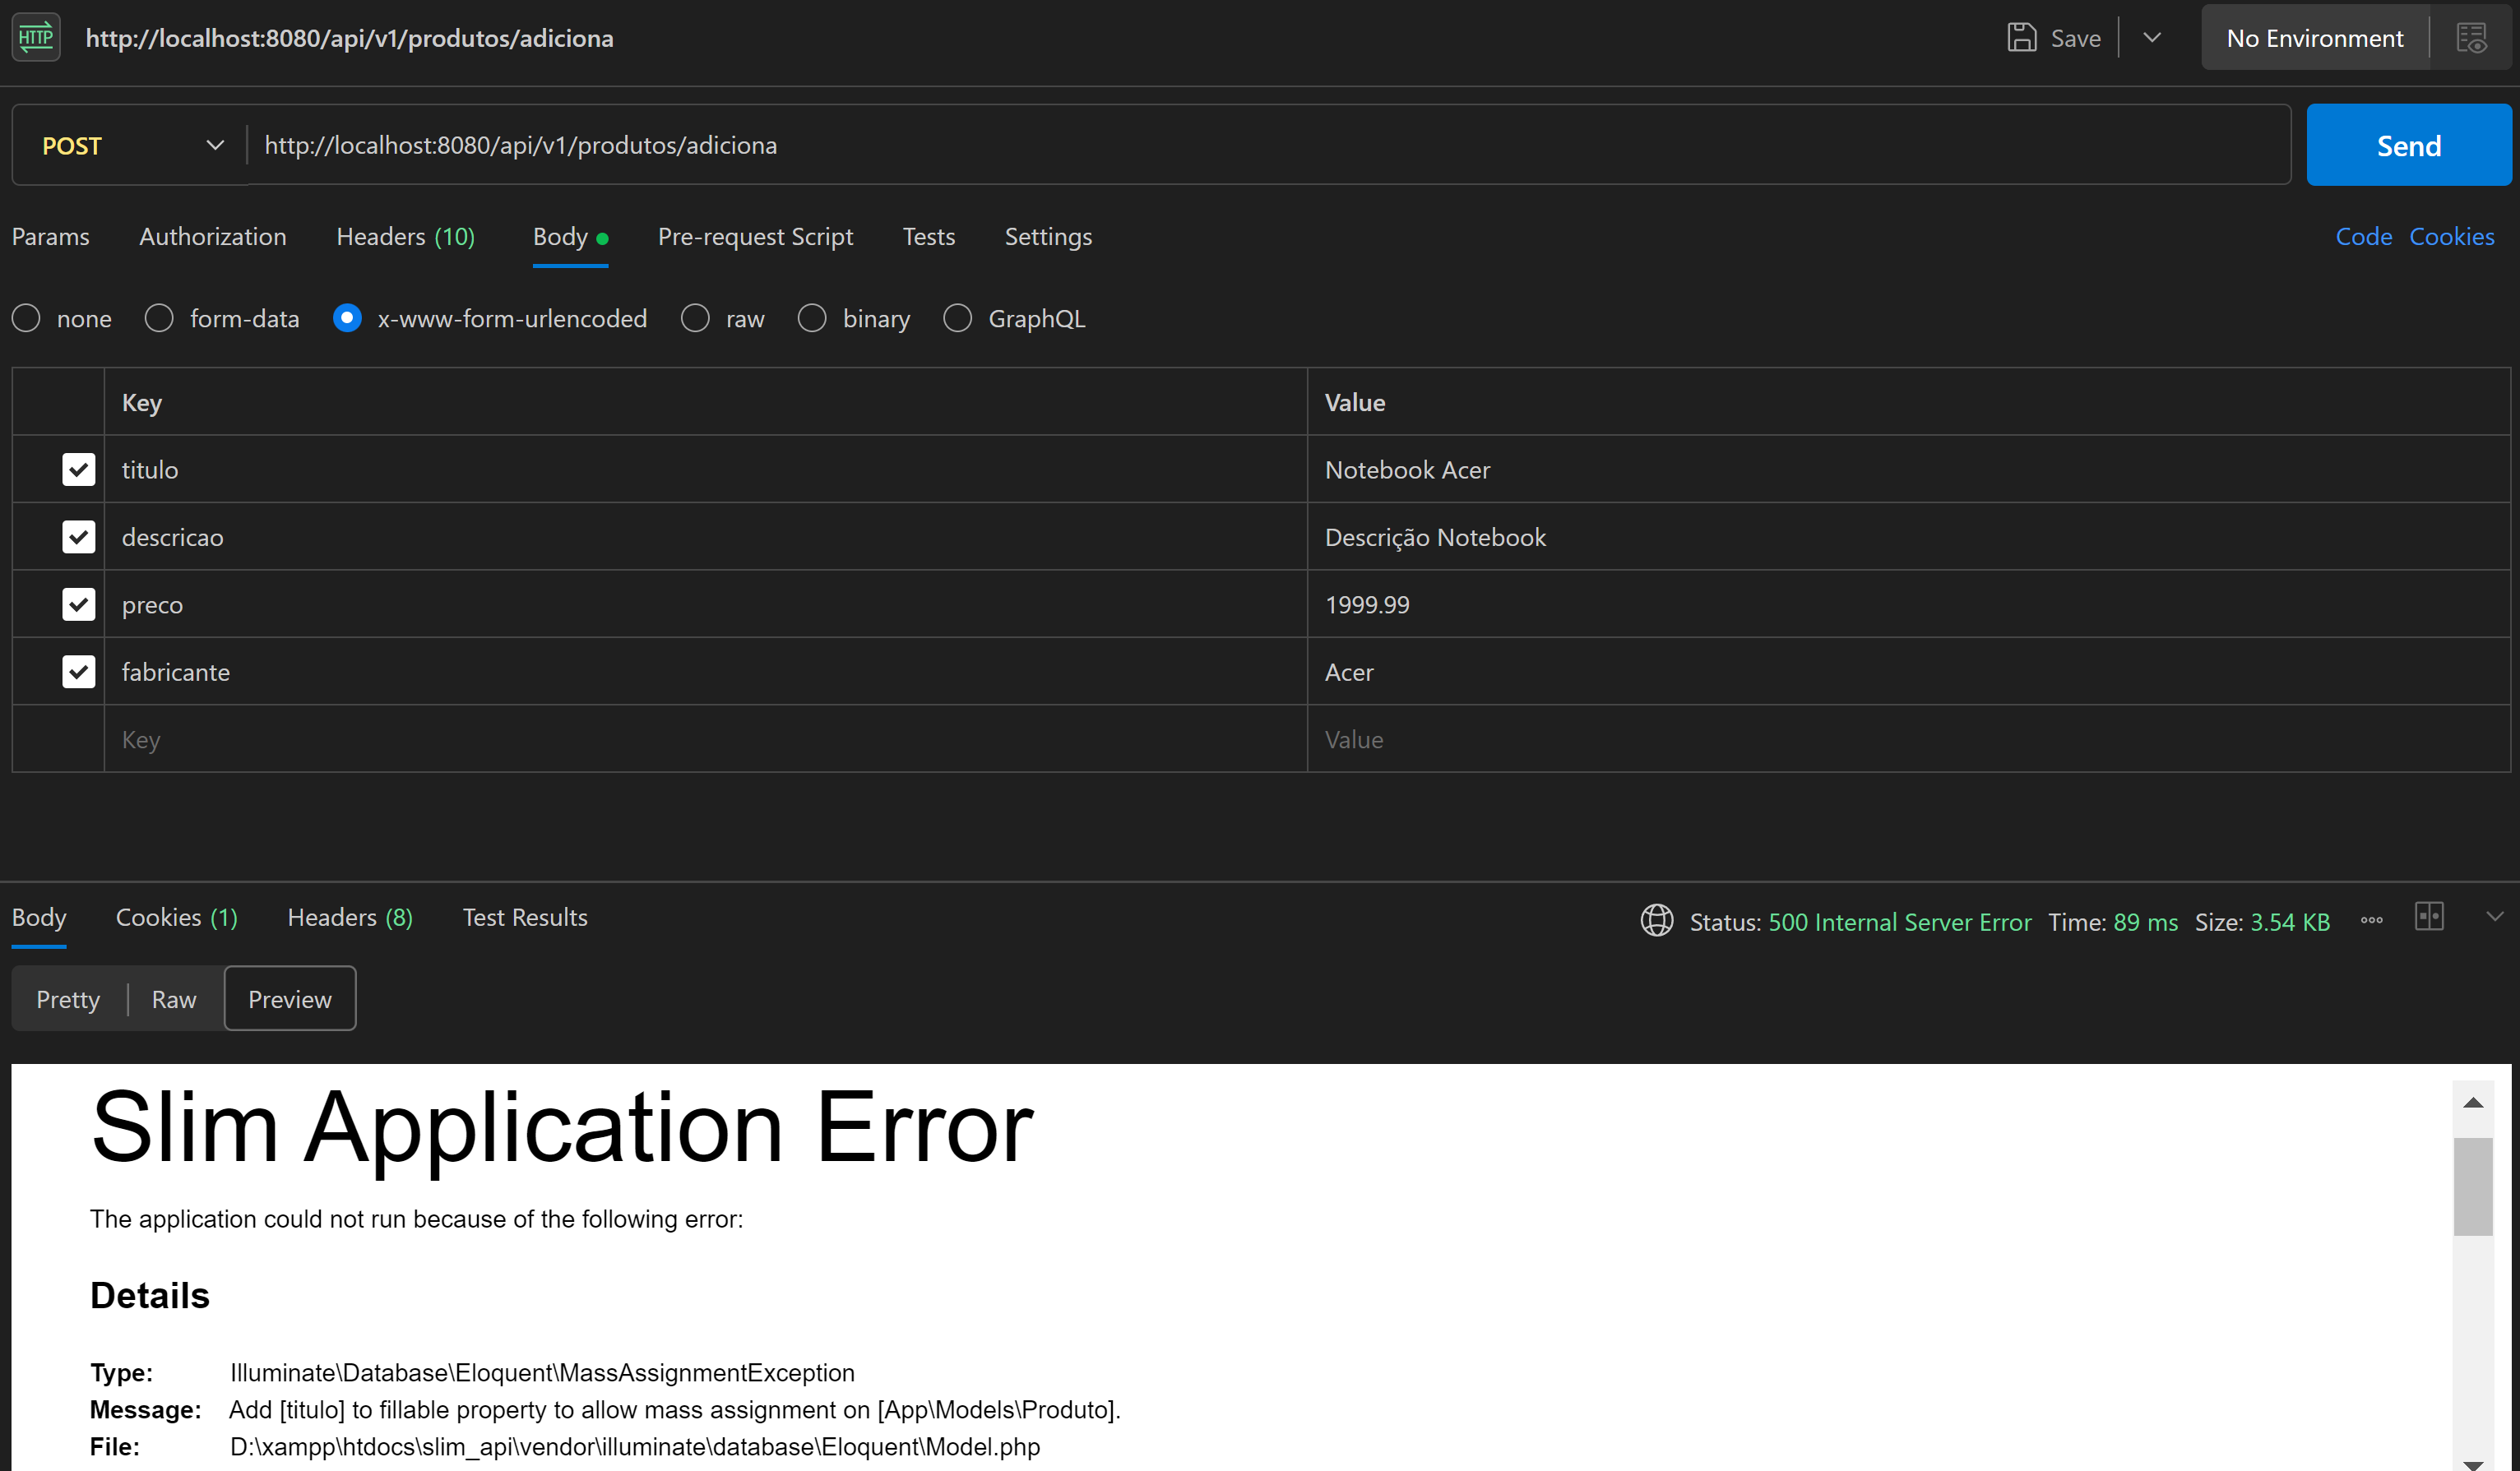 HTTP http://localhost:8080/api/v1/produtos/adiciona Save No Environment
POST http://localhost:8080/api/v1/produtos/adiciona Send
Params Authorization Headers (10) Body Pre-request Script Tests Settings Code Cookies
none form-data x-www-form-urlencoded raw binary GraphQL
Key Value
titulo Notebook Acer
descricao Descrição Notebook
preco 1999.99
fabricante Acer
Key Value
Body Cookies (1) Headers (8) Test Results Status: 500 Internal Server Error Time: 89 ms Size: 3.54 KB
Pretty Raw Preview
Slim Application Error
The application could not run because of the following error:
Details
Type: Illuminate\Database\Eloquent\MassAssignmentException
Message: Add [titulo] to fillable property to allow mass assignment on [App\Models\Produto].
File: D:\xampp\htdocs\slim_api\vendor\illuminate\database\Eloquent\Model.php